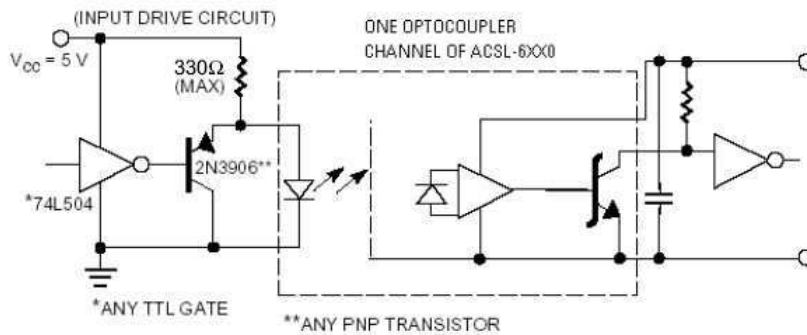 (INPUT DRIVE CIRCUIT)
ONE OPTOCOUPLER
CHANNEL OF ACSL-6XX0
VCC = 5 V
330Ω
(MAX)
2N3906**
*74L504
*ANY TTL GATE
**ANY PNP TRANSISTOR